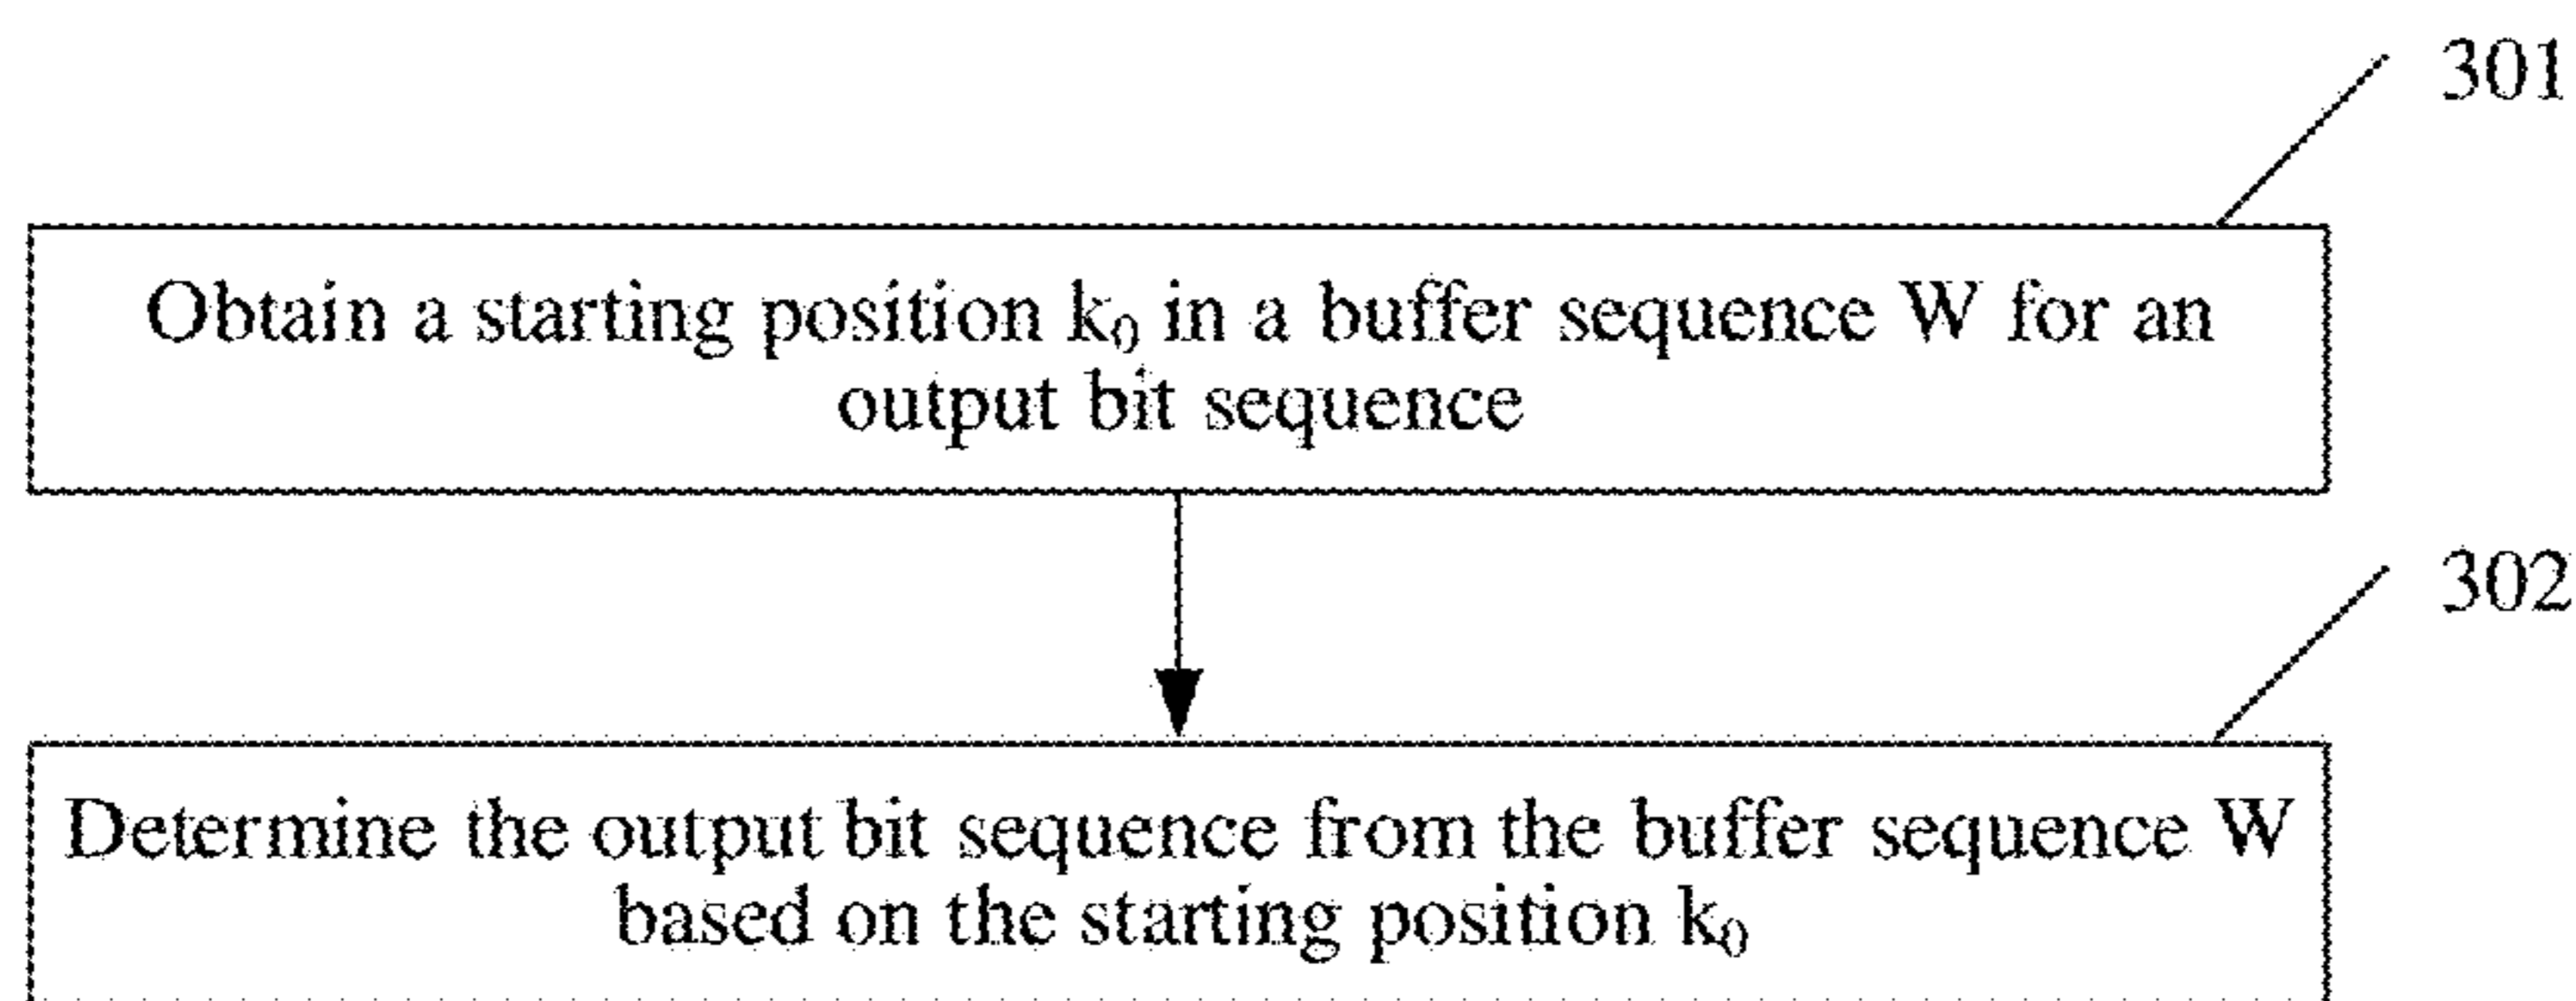 301
Obtain a starting position k₀ in a buffer sequence W for an
output bit sequence
302
Determine the output bit sequence from the buffer sequence W
based on the starting position k₀